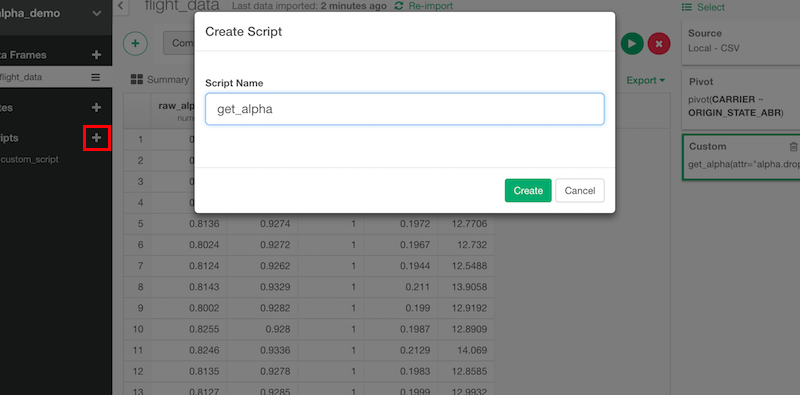 alpha_demo
ta Frames
flight_data
tes
ripts
custom_script
flight_data
Last data imported: 2 minutes ago
Re-import
Com
Summary
Export
raw_alp
num
1 0
2 0
3 0
4 0
5 0.8136 0.9274 1 0.1972 12.7706
6 0.8024 0.9272 1 0.1967 12.732
7 0.8124 0.9262 1 0.1944 12.5488
8 0.8143 0.9329 1 0.211 13.9058
9 0.8002 0.9282 1 0.199 12.9192
10 0.8255 0.928 1 0.1987 12.8909
11 0.8246 0.9336 1 0.2129 14.069
12 0.8135 0.9278 1 0.1983 12.8585
13 0.8127 0.9285 1 0.1999 12.9932
Create Script
Script Name
get_alpha
Create
Cancel
Select
Source
Local - CSV
Pivot
pivot(CARRIER ~
ORIGIN_STATE_ABR)
Custom
get_alpha(attr="alpha.drop